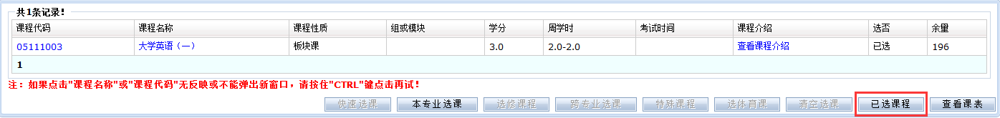 共1条记录!
课程代码 课程名称 课程性质 组或模块 学分 周学时 考试时间 课程介绍 选否 余量
05111003 大学英语（一） 板块课 3.0 2.0-2.0 查看课程介绍 已选 196
1
注：如果点击"课程名称"或"课程代码"无反映或不能弹出新窗口，请按住"CTRL"键点击再试！
快速选课 本专业选课 选修课程 跨专业选课 特殊课程 选体育课 清空选课 已选课程 查看课表